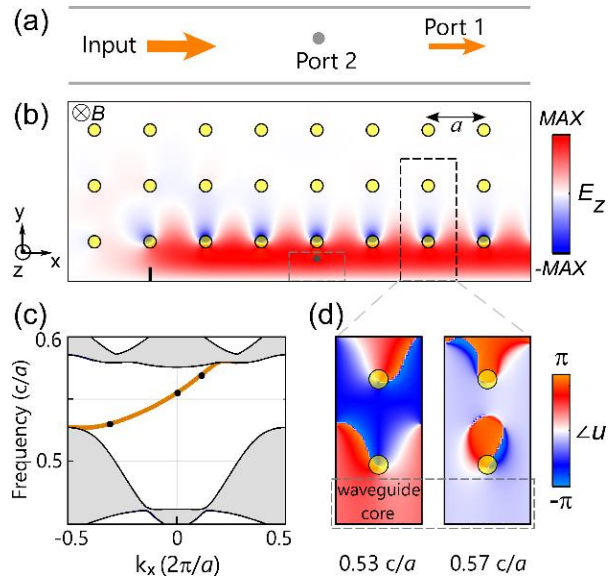 (a)
Input
Port 2
Port 1
(b)
B
a
MAX
E_z
-MAX
y
z
x
(c)
0.6
0.5
Frequency (c/a)
-0.5
0
0.5
k_x (2π/a)
(d)
waveguide
core
0.53 c/a
0.57 c/a
π
∠u
-π